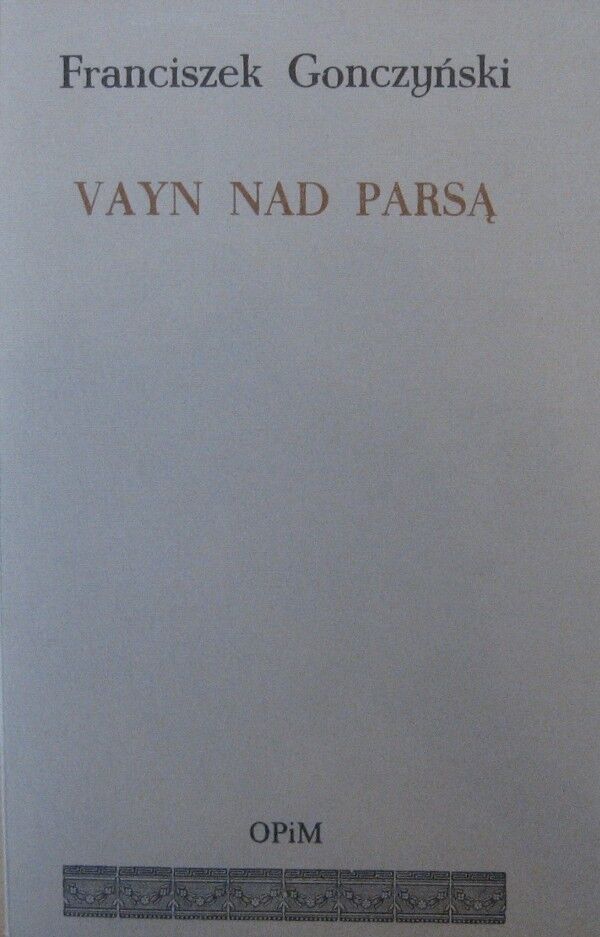 Franciszek Gonczyński
VAYN NAD PARSĄ
OPiM